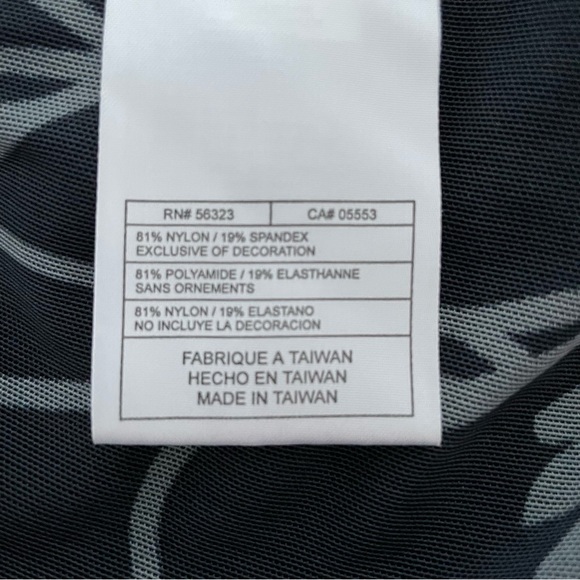 RN# 56323 CA# 05553
81% NYLON / 19% SPANDEX
EXCLUSIVE OF DECORATION
81% POLYAMIDE / 19% ELASTHANNE
SANS ORNEMENTS
81% NYLON / 19% ELASTANO
NO INCLUYE LA DECORACION
FABRIQUE A TAIWAN
HECHO EN TAIWAN
MADE IN TAIWAN